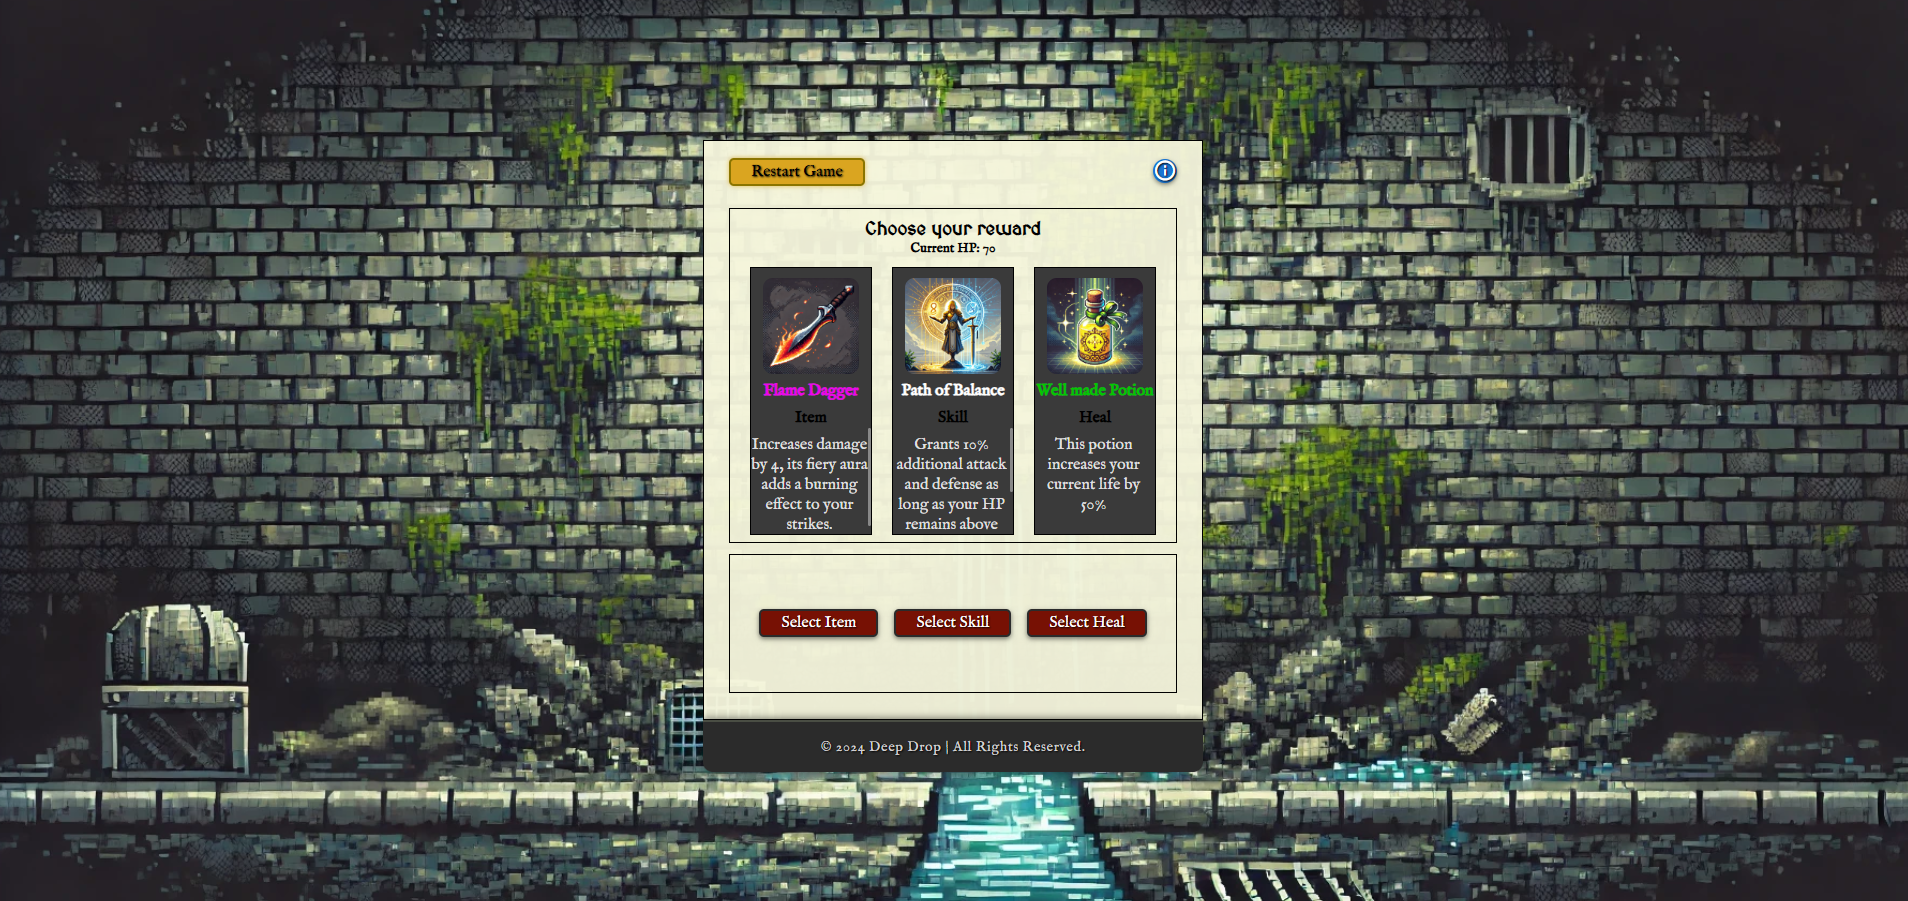 Restart Game
Choose your reward
Current HP: 70
Flame Dagger
Item
Increases damage
by 4, its fiery aura
adds a burning
effect to your
strikes.
Path of Balance
Skill
Grants 10%
additional attack
and defense as
long as your HP
remains above
Well made Potion
Heal
This potion
increases your
current life by
50%
Select Item
Select Skill
Select Heal
© 2024 Deep Drop | All Rights Reserved.